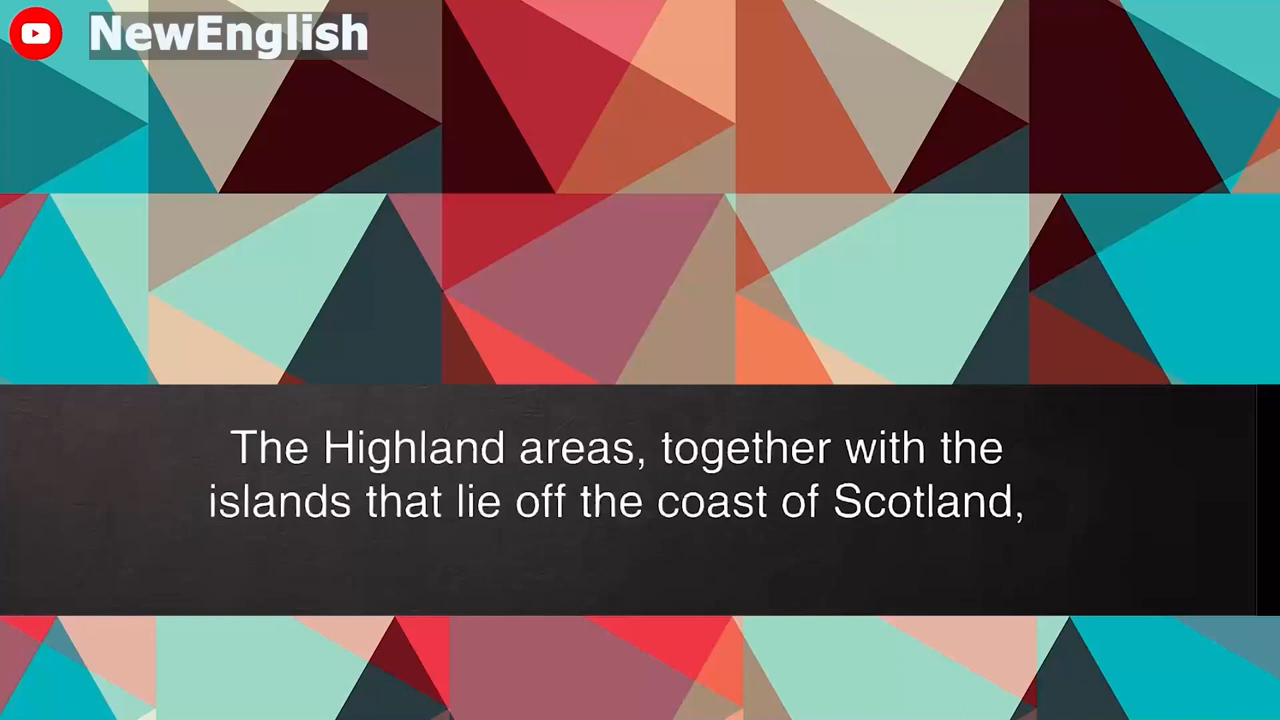 NewEnglish
The Highland areas, together with the
islands that lie off the coast of Scotland,